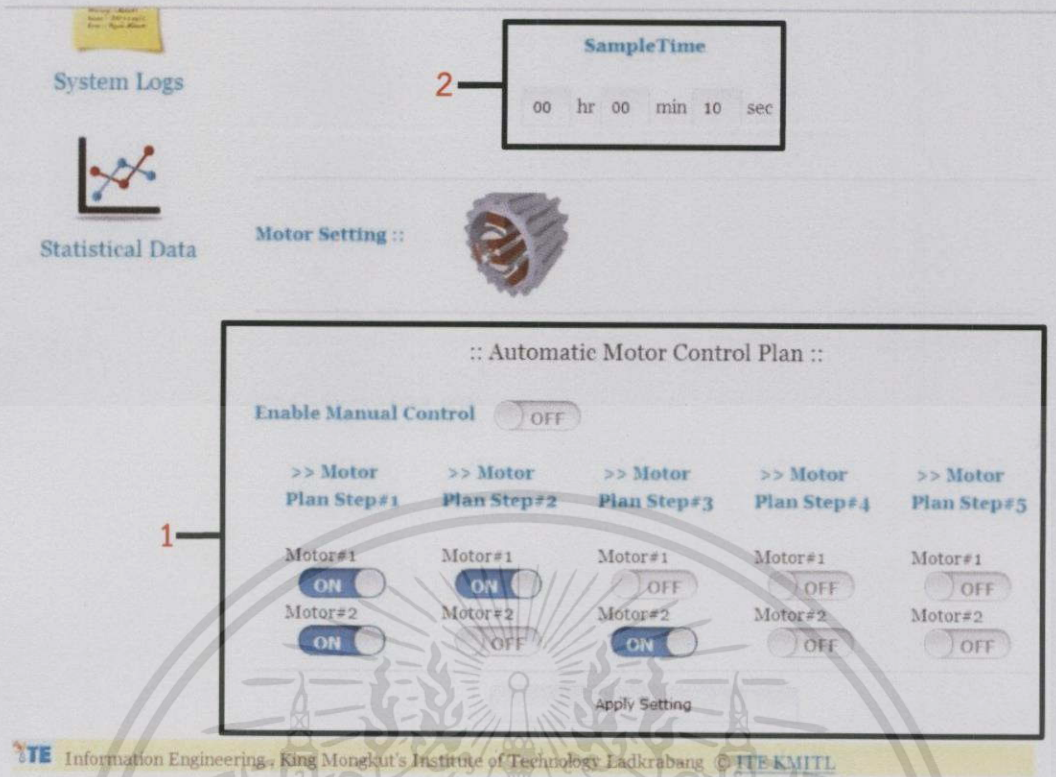 System Logs
Statistical Data
2
SampleTime
00 hr 00 min 10 sec
Motor Setting ::
1
:: Automatic Motor Control Plan ::
Enable Manual Control OFF
>> Motor Plan Step#1
>> Motor Plan Step#2
>> Motor Plan Step#3
>> Motor Plan Step#4
>> Motor Plan Step#5
Motor#1 Motor#1 Motor#1 Motor#1 Motor#1
ON ON OFF OFF OFF
Motor#2 Motor#2 Motor#2 Motor#2 Motor#2
ON OFF ON OFF OFF
Apply Setting
ITE Information Engineering, King Mongkut's Institute of Technology Ladkrabang © ITE KMITL